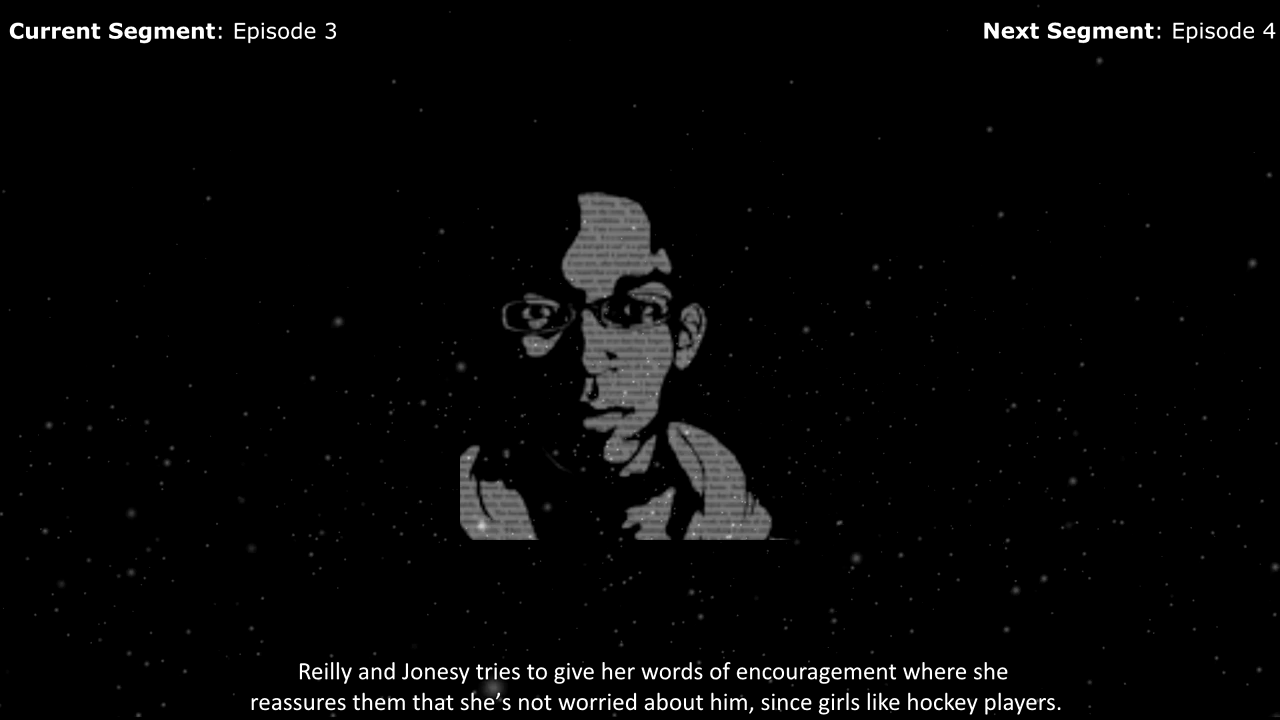 Current Segment: Episode 3
Next Segment: Episode 4
Reilly and Jonesy tries to give her words of encouragement where she
reassures them that she’s not worried about him, since girls like hockey players.